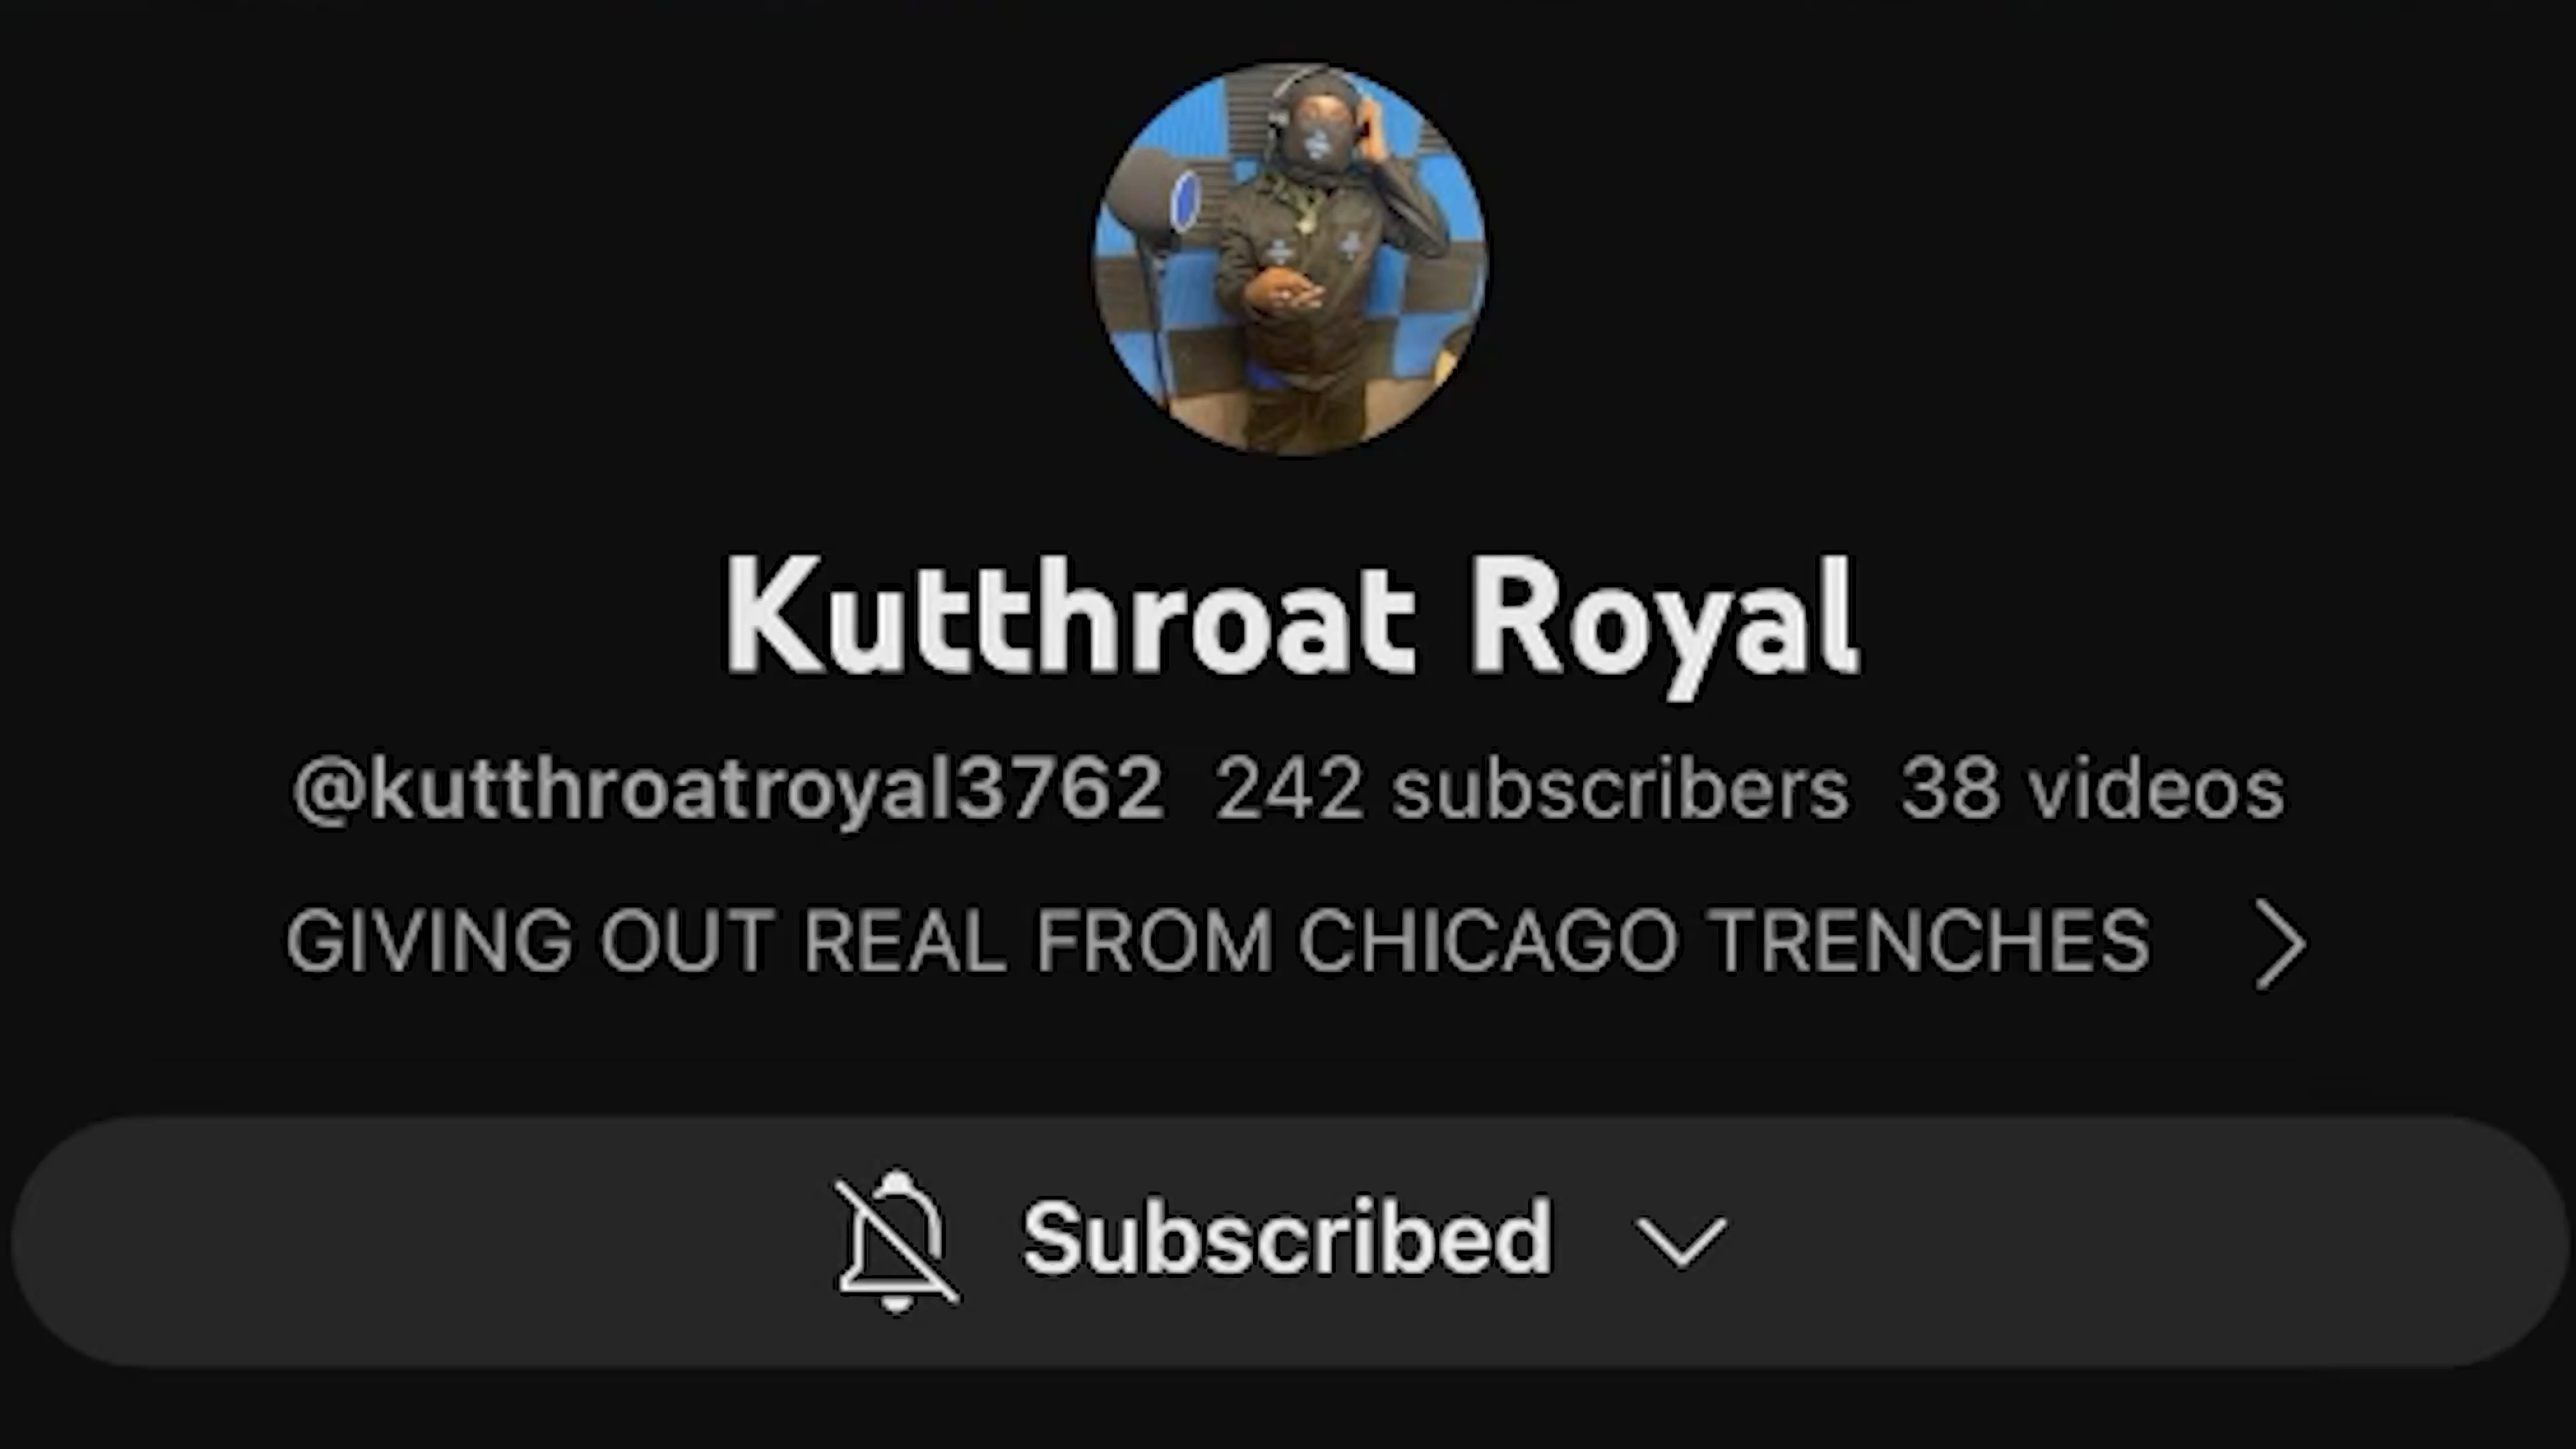 Kutthroat Royal
@kutthroatroyal3762 242 subscribers 38 videos
GIVING OUT REAL FROM CHICAGO TRENCHES
Subscribed